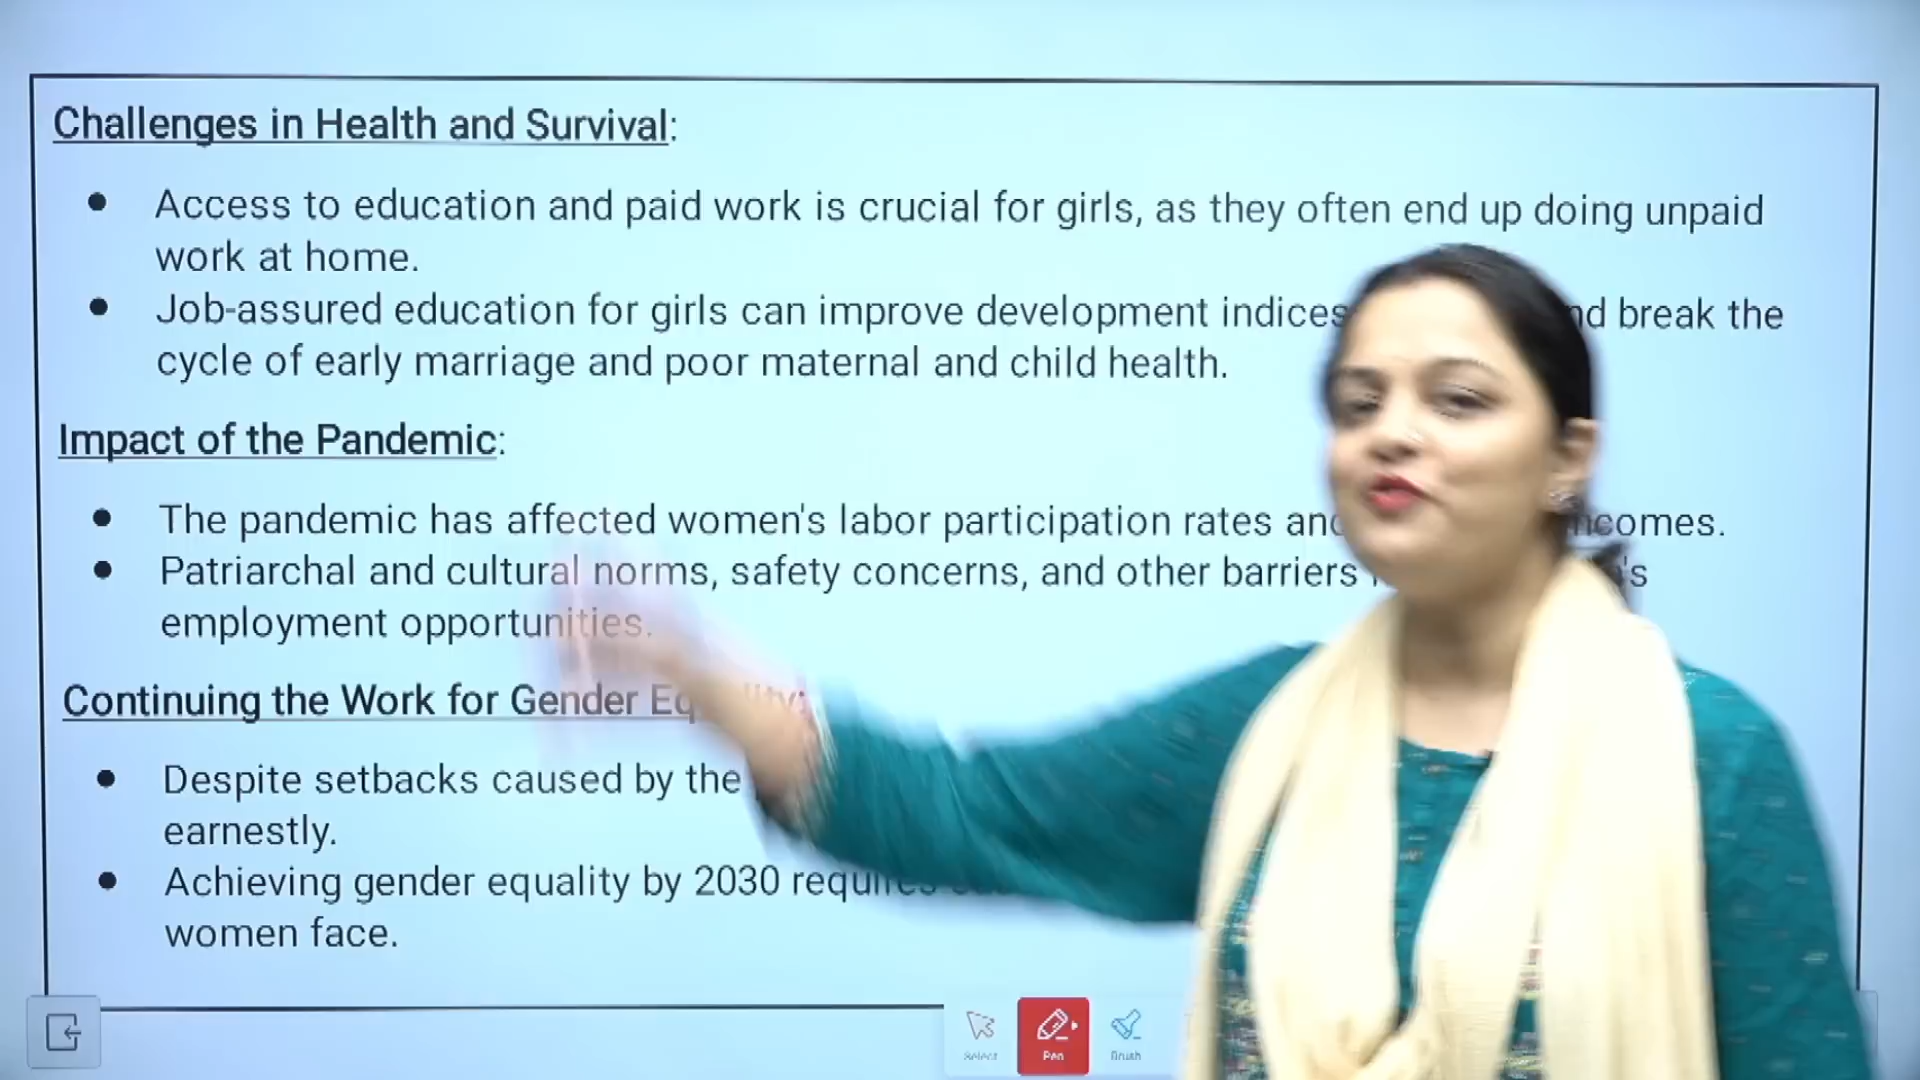 Challenges in Health and Survival:
● Access to education and paid work is crucial for girls, as they often end up doing unpaid
work at home.
● Job-assured education for girls can improve development indices and break the
cycle of early marriage and poor maternal and child health.
Impact of the Pandemic:
● The pandemic has affected women's labor participation rates and incomes.
● Patriarchal and cultural norms, safety concerns, and other barriers
employment opportunities.
Continuing the Work for Gender Equality:
● Despite setbacks caused by the
earnestly.
● Achieving gender equality by 2030 requires
women face.
Select Pen Brush